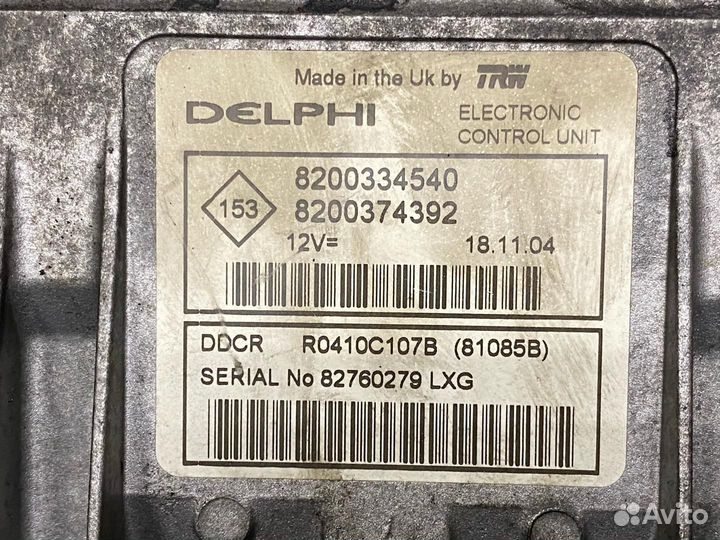 Made in the Uk by TRW
DELPHI
ELECTRONIC
CONTROL UNIT
153
8200334540
8200374392
12V= 18.11.04
DDCR R0410C107B (81085B)
SERIAL No 82760279 LXG
Avito